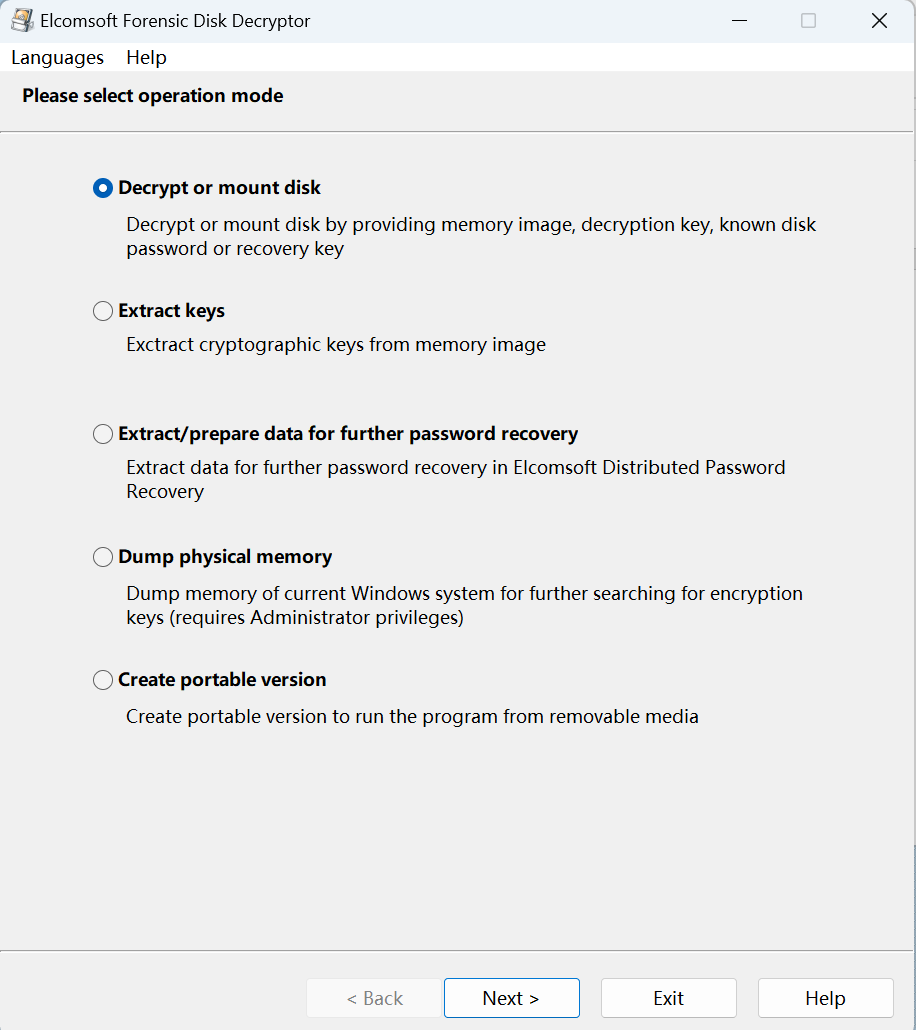 Elcomsoft Forensic Disk Decryptor
Languages Help
Please select operation mode
Decrypt or mount disk
Decrypt or mount disk by providing memory image, decryption key, known disk
password or recovery key
Extract keys
Exctract cryptographic keys from memory image
Extract/prepare data for further password recovery
Extract data for further password recovery in Elcomsoft Distributed Password
Recovery
Dump physical memory
Dump memory of current Windows system for further searching for encryption
keys (requires Administrator privileges)
Create portable version
Create portable version to run the program from removable media
< Back Next > Exit Help